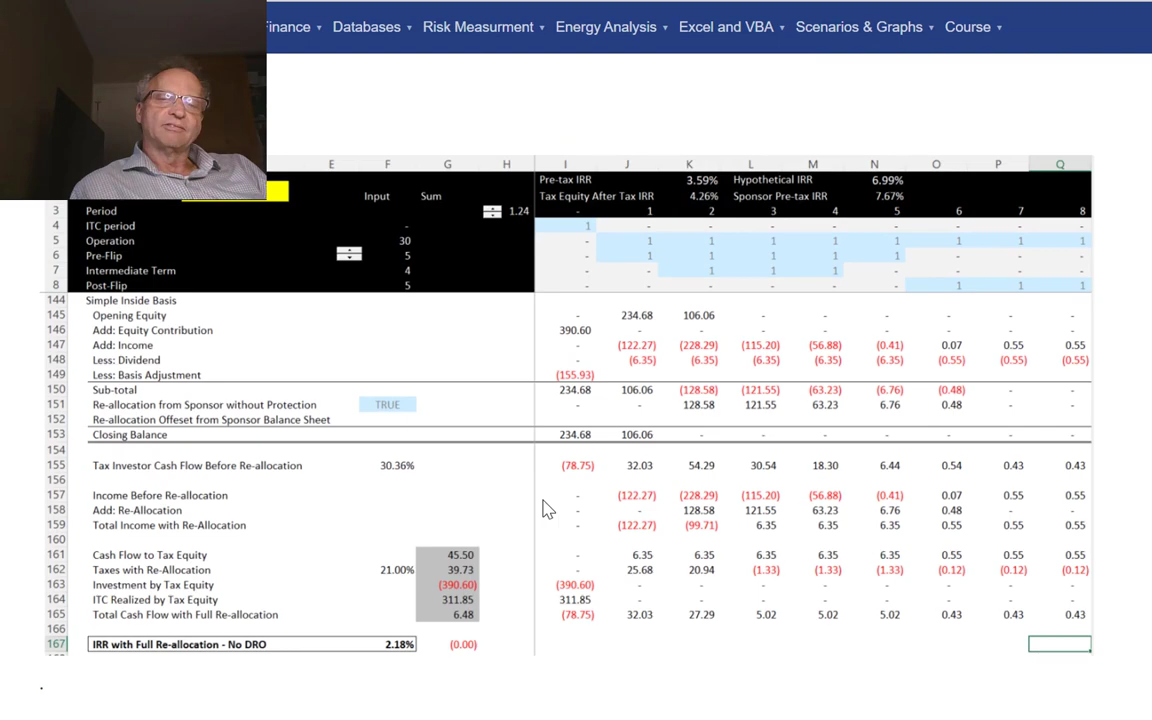 Finance Databases Risk Measurment Energy Analysis Excel and VBA Scenarios & Graphs Course
E F G H I J K L M N O P Q
Pre-tax IRR 3.59% Hypothetical IRR 6.99%
Input Sum Tax Equity After Tax IRR 4.26% Sponsor Pre-tax IRR 7.67%
3 Period 1.24 - 1 2 3 4 5 6 7 8
4 ITC period - 1 - - - - - - - -
5 Operation 30 - 1 1 1 1 1 1 1 1
6 Pre-Flip 5 - 1 1 1 1 1 - - -
7 Intermediate Term 4 - - 1 1 1 - - - -
8 Post-Flip 5 - - - - - - 1 1 1
144 Simple Inside Basis
145 Opening Equity - 234.68 106.06 - - - - - -
146 Add: Equity Contribution 390.60 - - - - - - - -
147 Add: Income - (122.27) (228.29) (115.20) (56.88) (0.41) 0.07 0.55 0.55
148 Less: Dividend - (6.35) (6.35) (6.35) (6.35) (6.35) (0.55) (0.55) (0.55)
149 Less: Basis Adjustment (155.93)
150 Sub-total 234.68 106.06 (128.58) (121.55) (63.23) (6.76) (0.48) - -
151 Re-allocation from Sponsor without Protection TRUE - - 128.58 121.55 63.23 6.76 0.48 - -
152 Re-allocation Offeset from Sponsor Balance Sheet
153 Closing Balance 234.68 106.06 - - - - - - -
154
155 Tax Investor Cash Flow Before Re-allocation 30.36% (78.75) 32.03 54.29 30.54 18.30 6.44 0.54 0.43 0.43
156
157 Income Before Re-allocation - (122.27) (228.29) (115.20) (56.88) (0.41) 0.07 0.55 0.55
158 Add: Re-Allocation - - 128.58 121.55 63.23 6.76 0.48 - -
159 Total Income with Re-Allocation - (122.27) (99.71) 6.35 6.35 6.35 0.55 0.55 0.55
160
161 Cash Flow to Tax Equity 45.50 - 6.35 6.35 6.35 6.35 6.35 0.55 0.55 0.55
162 Taxes with Re-Allocation 21.00% 39.73 - 25.68 20.94 (1.33) (1.33) (1.33) (0.12) (0.12) (0.12)
163 Investment by Tax Equity (390.60) (390.60) - - - - - - - -
164 ITC Realized by Tax Equity 311.85 311.85 - - - - - - - -
165 Total Cash Flow with Full Re-allocation 6.48 (78.75) 32.03 27.29 5.02 5.02 5.02 0.43 0.43 0.43
166
167 IRR with Full Re-allocation - No DRO 2.18% (0.00)
.